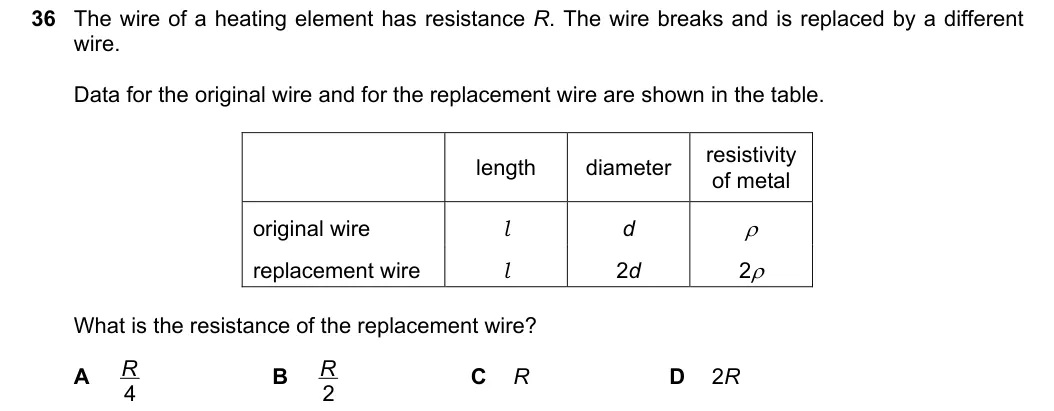 36 The wire of a heating element has resistance R. The wire breaks and is replaced by a different
wire.
Data for the original wire and for the replacement wire are shown in the table.
length diameter resistivity of metal
original wire l d ρ
replacement wire l 2d 2ρ
What is the resistance of the replacement wire?
A R/4 B R/2 C R D 2R